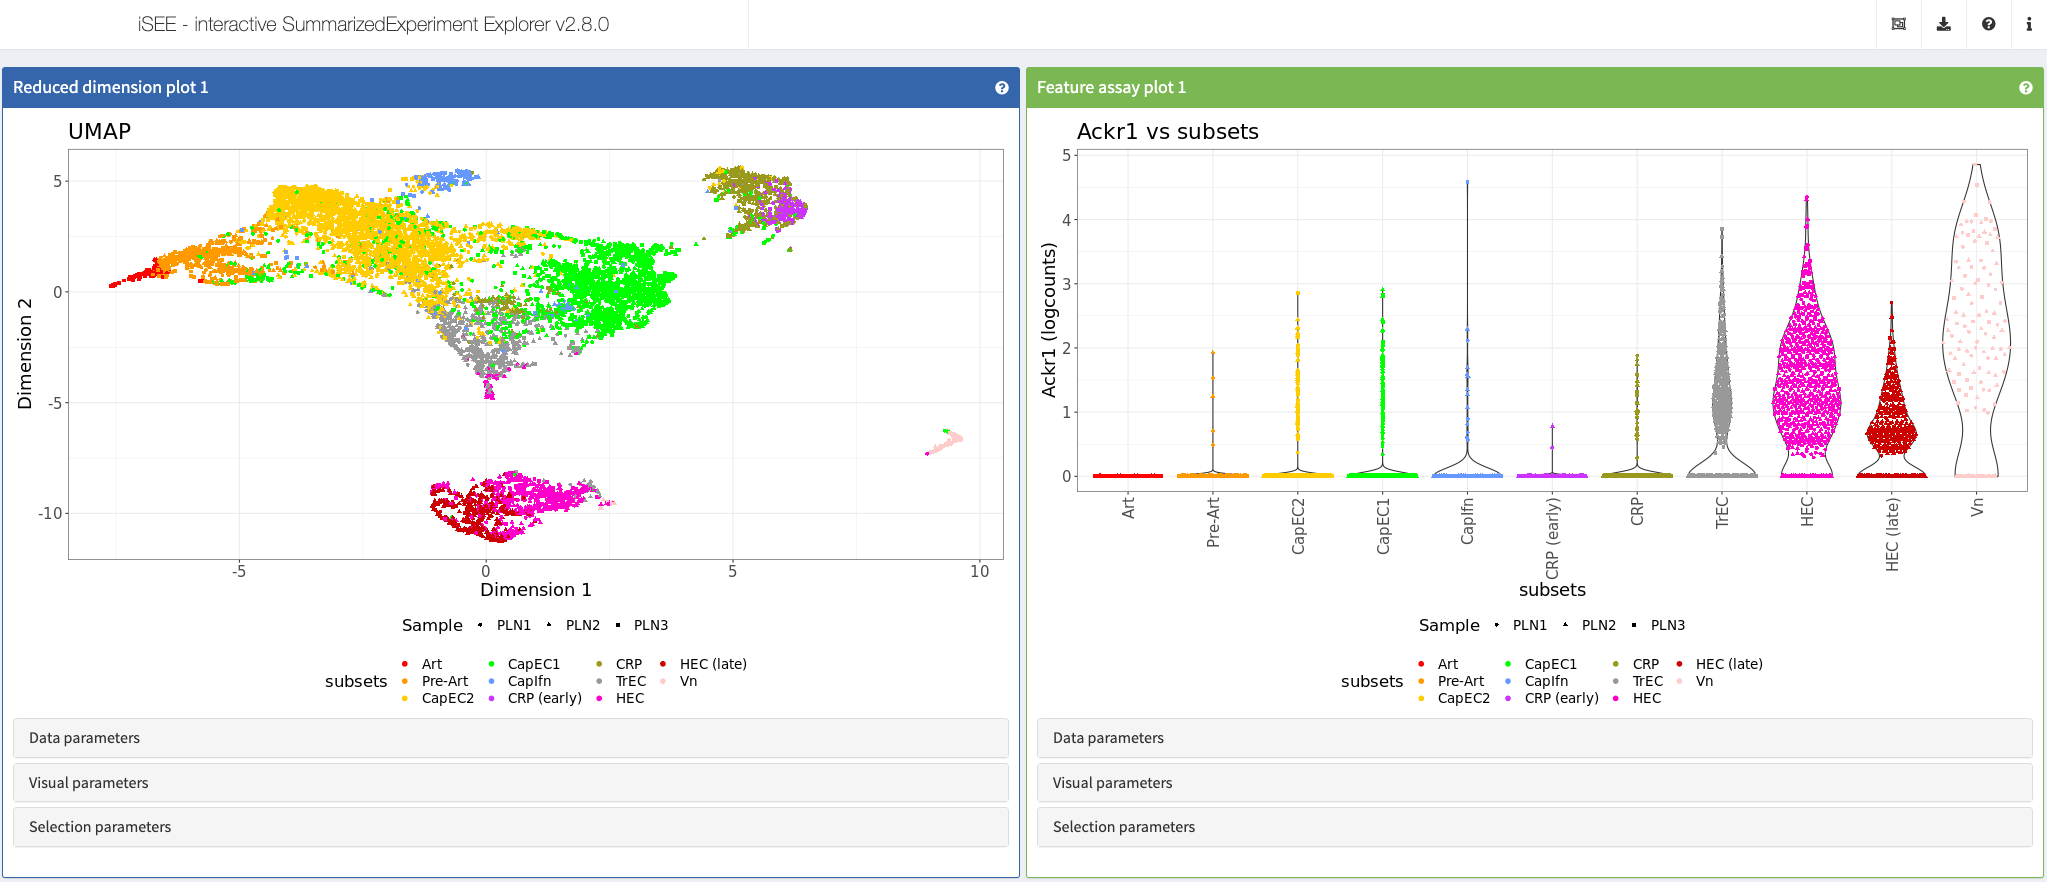 iSEE - interactive SummarizedExperiment Explorer v2.8.0
Reduced dimension plot 1
UMAP
Dimension 2
5
0
-5
-10
-5
0
5
10
Dimension 1
Sample PLN1 PLN2 PLN3
subsets
Art CapEC1 CRP HEC (late)
Pre-Art CapIfn TrEC Vn
CapEC2 CRP (early) HEC
Data parameters
Visual parameters
Selection parameters
Feature assay plot 1
Ackr1 vs subsets
Ackr1 (logcounts)
5
4
3
2
1
0
Art
Pre-Art
CapEC2
CapEC1
CapIfn
CRP (early)
CRP
TrEC
HEC
HEC (late)
Vn
subsets
Sample PLN1 PLN2 PLN3
subsets
Art CapEC1 CRP HEC (late)
Pre-Art CapIfn TrEC Vn
CapEC2 CRP (early) HEC
Data parameters
Visual parameters
Selection parameters